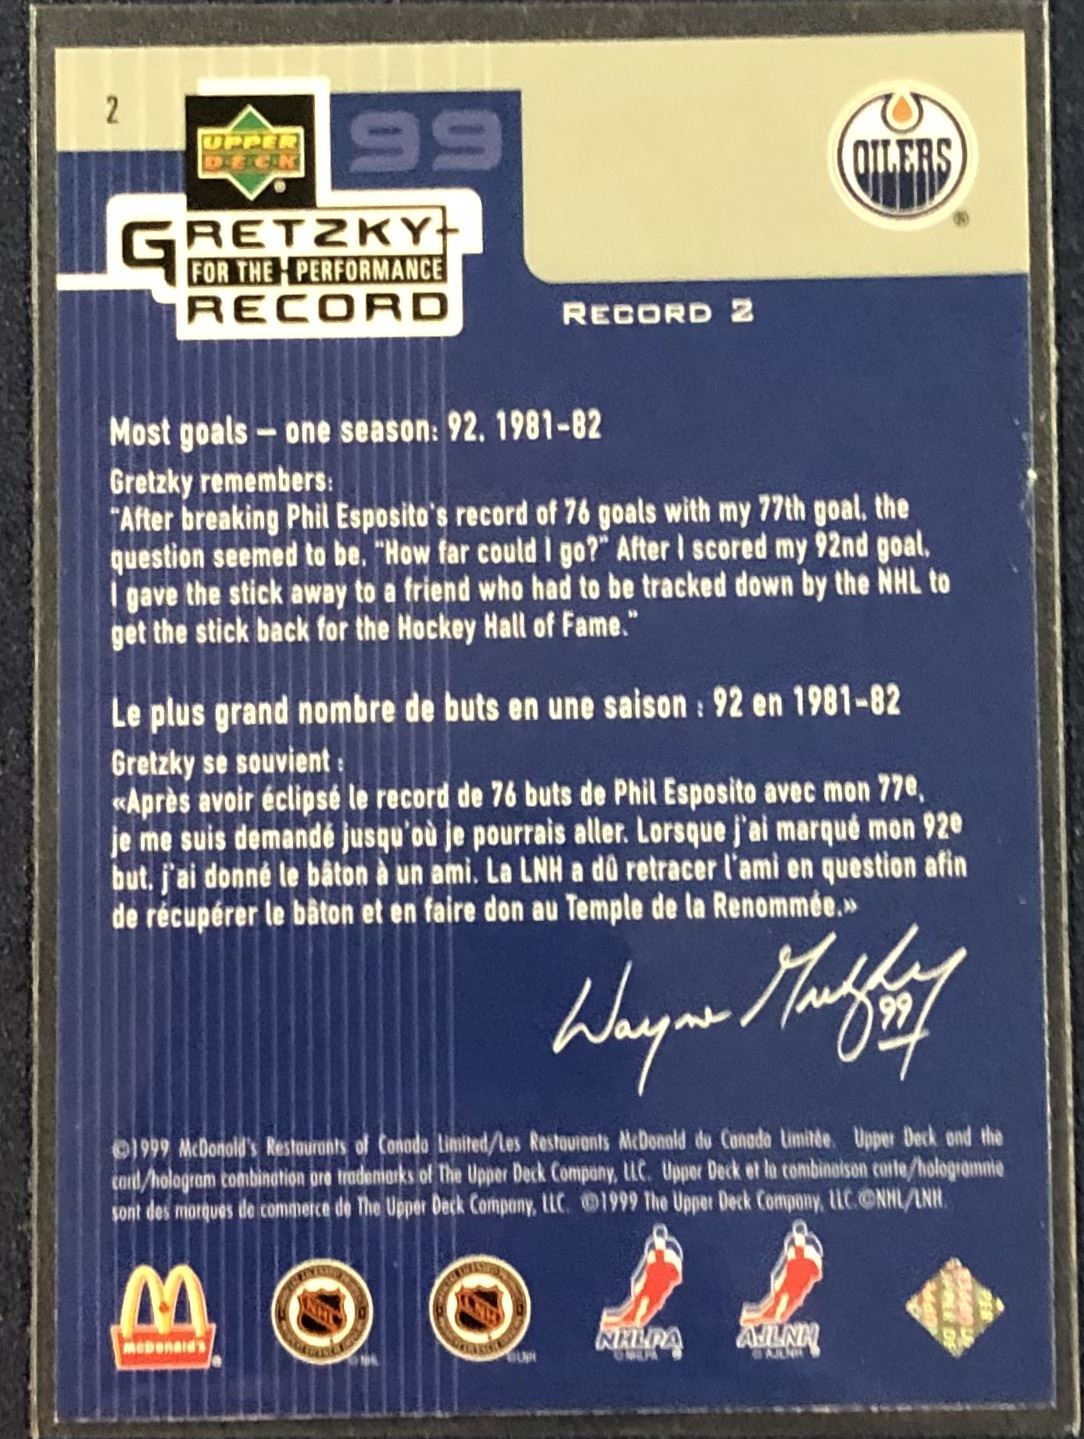 2
UPPER
DECK
®
99
OILERS
®
GRETZKY
FOR THE PERFORMANCE
RECORD
RECORD 2
Most goals – one season: 92, 1981-82
Gretzky remembers:
"After breaking Phil Esposito's record of 76 goals with my 77th goal, the
question seemed to be, "How far could I go?" After I scored my 92nd goal,
I gave the stick away to a friend who had to be tracked down by the NHL to
get the stick back for the Hockey Hall of Fame."
Le plus grand nombre de buts en une saison : 92 en 1981-82
Gretzky se souvient :
«Après avoir éclipsé le record de 76 buts de Phil Esposito avec mon 77e,
je me suis demandé jusqu'où je pourrais aller. Lorsque j'ai marqué mon 92e
but, j'ai donné le bâton à un ami. La LNH a dû retracer l'ami en question afin
de récupérer le bâton et en faire don au Temple de la Renommée.»
Wayne Gretzky
99
©1999 McDonald's Restaurants of Canada Limited/Les Restaurants McDonald du Canada Limitée. Upper Deck and the
card/hologram combination are trademarks of The Upper Deck Company, LLC. Upper Deck et la combinaison carte/hologramme
sont des marques de commerce de The Upper Deck Company, LLC. ©1999 The Upper Deck Company, LLC. ©NHL/LNH.
McDonald's ®
NHL
© NHL
LNH
© LNH
NHLPA ®
© NHLPA
AJLNH ®
© AJLNH